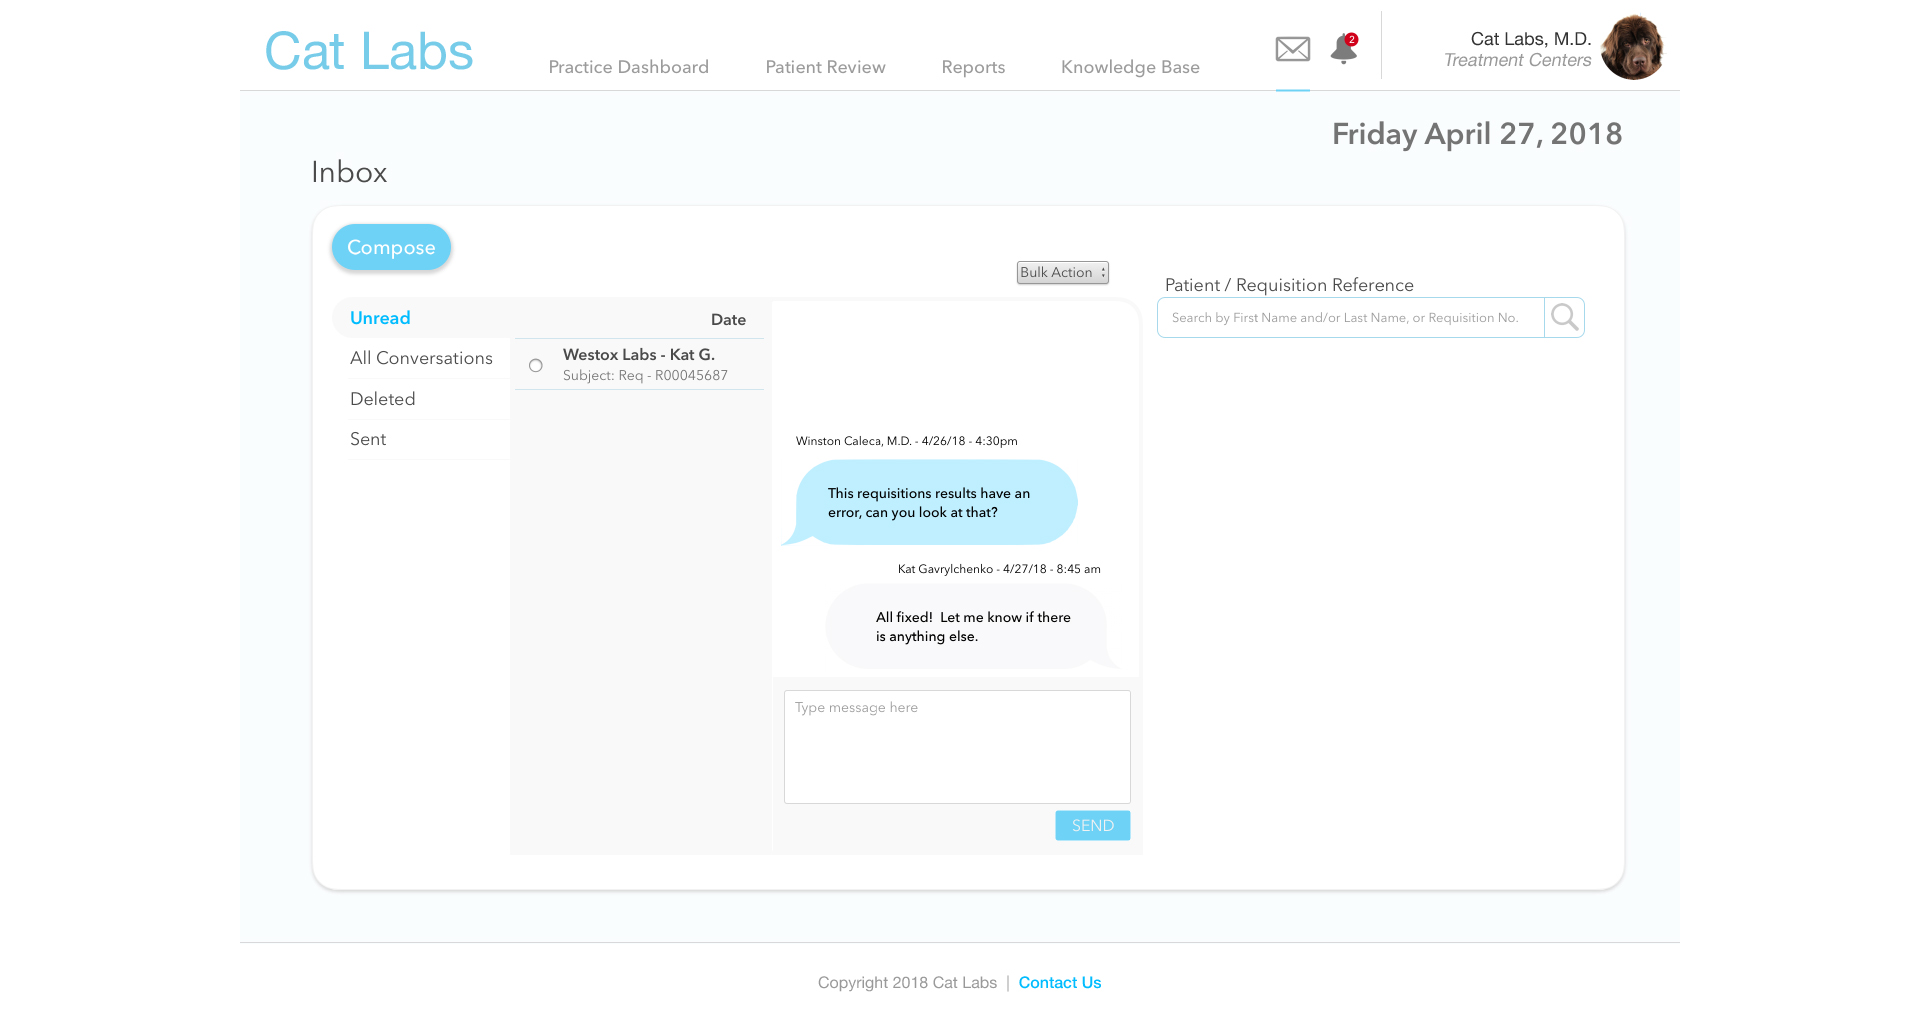 Cat Labs
Practice Dashboard
Patient Review
Reports
Knowledge Base
2
Cat Labs, M.D.
Treatment Centers
Friday April 27, 2018
Inbox
Compose
Bulk Action
Patient / Requisition Reference
Search by First Name and/or Last Name, or Requisition No.
Unread
Date
All Conversations
Deleted
Sent
Westox Labs - Kat G.
Subject: Req - R00045687
Winston Caleca, M.D. - 4/26/18 - 4:30pm
This requisitions results have an
error, can you look at that?
Kat Gavrylchenko - 4/27/18 - 8:45 am
All fixed!  Let me know if there
is anything else.
Type message here
SEND
Copyright 2018 Cat Labs | Contact Us